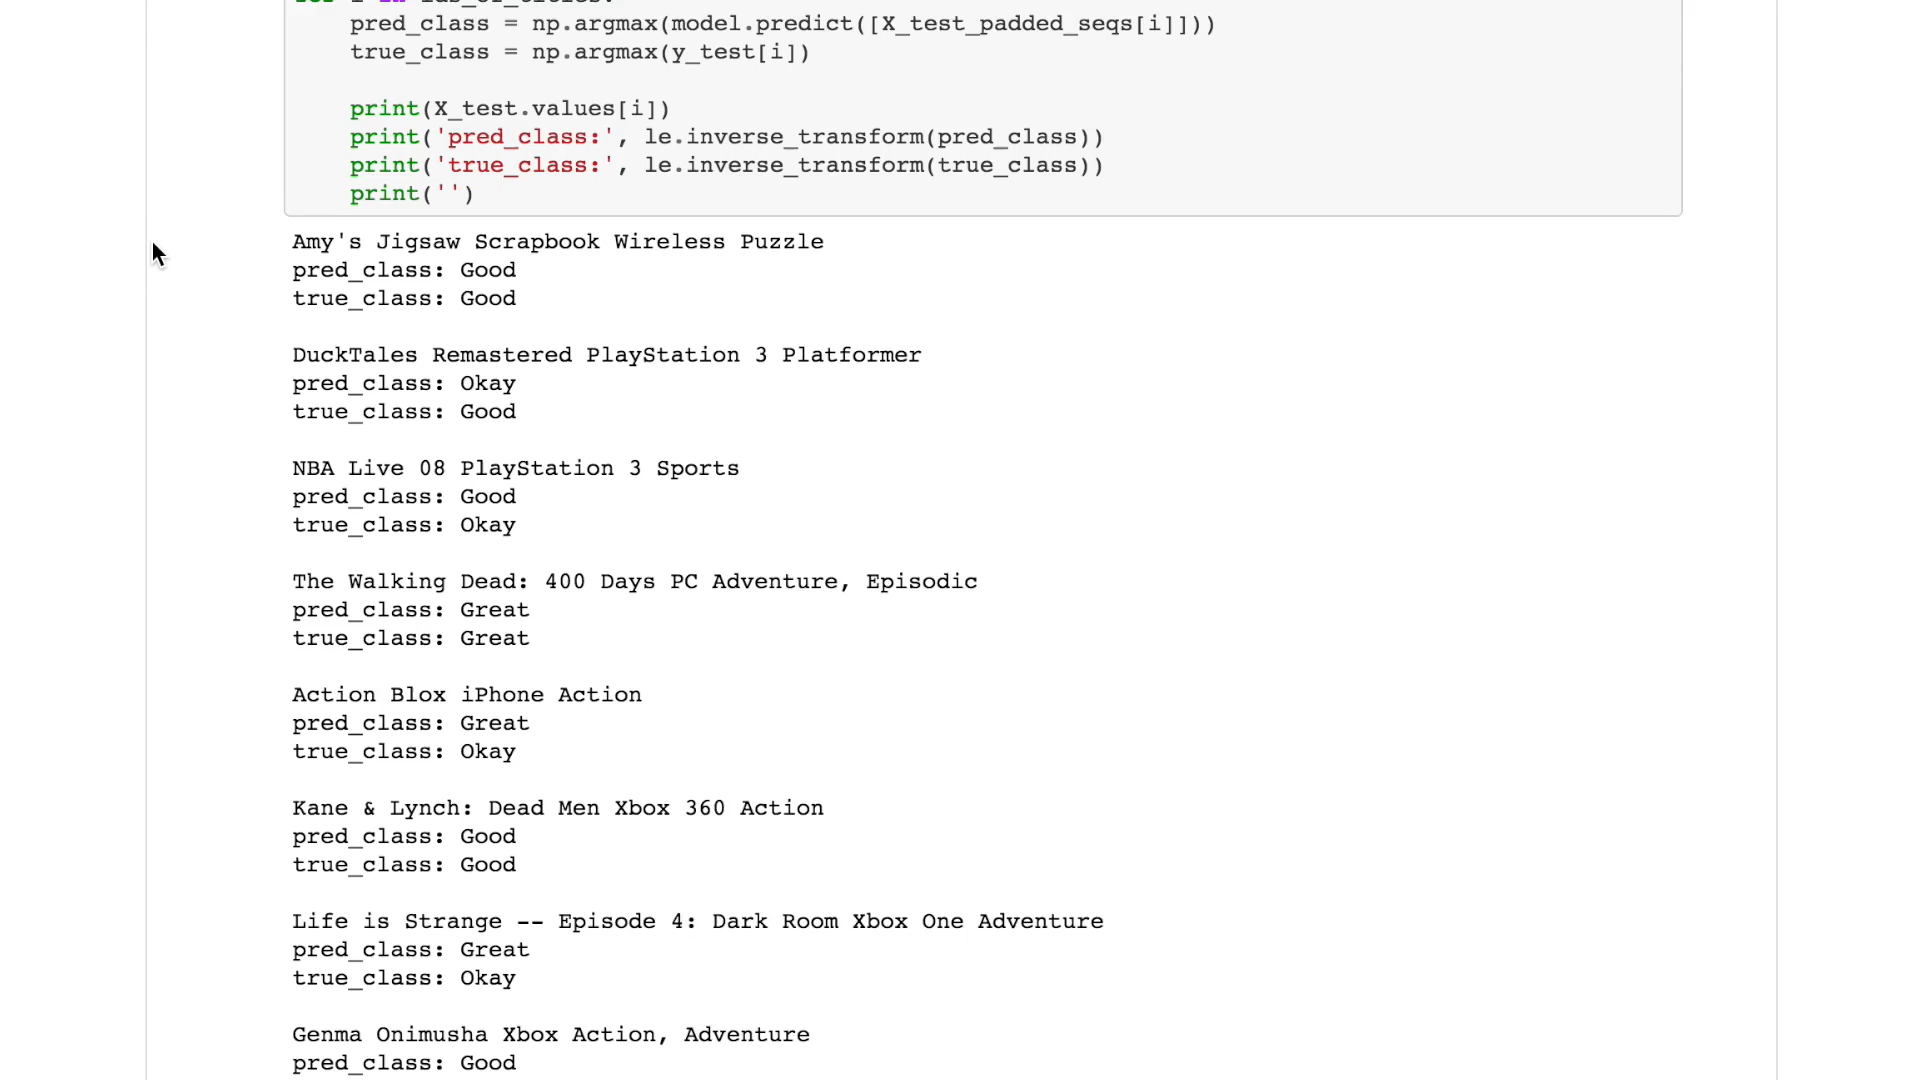 pred_class = np.argmax(model.predict([X_test_padded_seqs[i]]))
true_class = np.argmax(y_test[i])
print(X_test.values[i])
print('pred_class:', le.inverse_transform(pred_class))
print('true_class:', le.inverse_transform(true_class))
print('')
Amy's Jigsaw Scrapbook Wireless Puzzle
pred_class: Good
true_class: Good
DuckTales Remastered PlayStation 3 Platformer
pred_class: Okay
true_class: Good
NBA Live 08 PlayStation 3 Sports
pred_class: Good
true_class: Okay
The Walking Dead: 400 Days PC Adventure, Episodic
pred_class: Great
true_class: Great
Action Blox iPhone Action
pred_class: Great
true_class: Okay
Kane & Lynch: Dead Men Xbox 360 Action
pred_class: Good
true_class: Good
Life is Strange -- Episode 4: Dark Room Xbox One Adventure
pred_class: Great
true_class: Okay
Genma Onimusha Xbox Action, Adventure
pred_class: Good